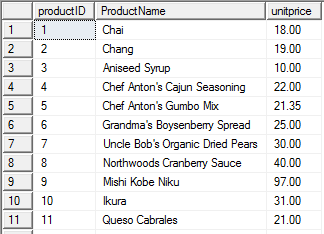 productID ProductName unitprice
1 1 Chai 18.00
2 2 Chang 19.00
3 3 Aniseed Syrup 10.00
4 4 Chef Anton's Cajun Seasoning 22.00
5 5 Chef Anton's Gumbo Mix 21.35
6 6 Grandma's Boysenberry Spread 25.00
7 7 Uncle Bob's Organic Dried Pears 30.00
8 8 Northwoods Cranberry Sauce 40.00
9 9 Mishi Kobe Niku 97.00
10 10 Ikura 31.00
11 11 Queso Cabrales 21.00